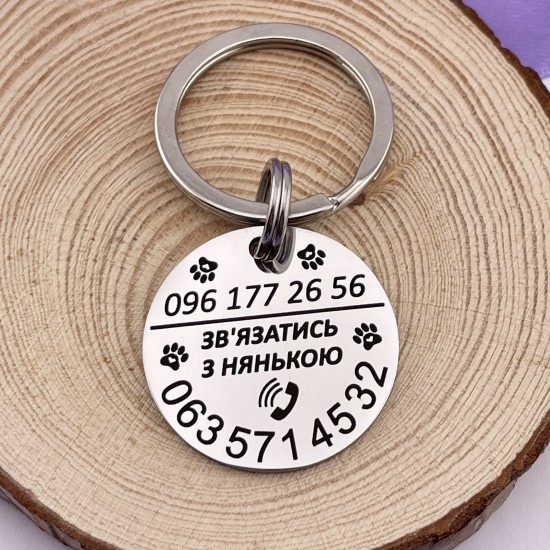 096 177 26 56
ЗВ'ЯЗАТИСЬ
З НЯНЬКОЮ
063 571 45 32